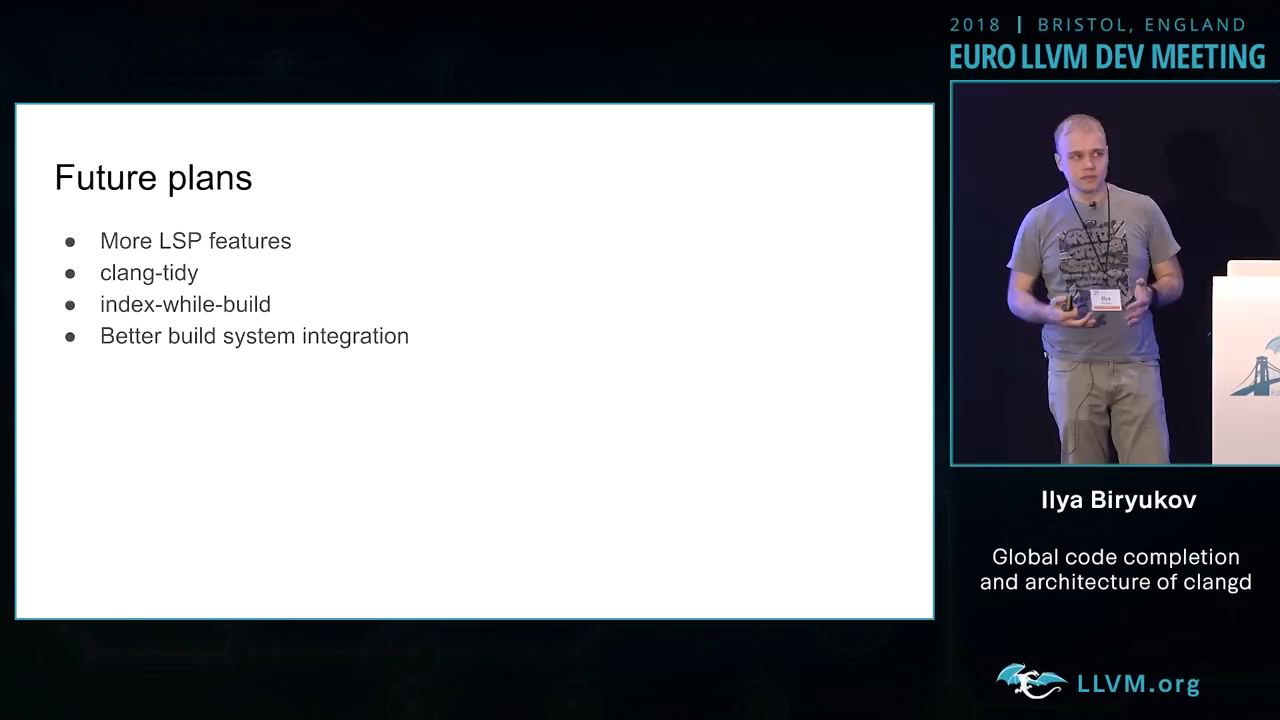 2018 | BRISTOL, ENGLAND
EURO LLVM DEV MEETING
Future plans
● More LSP features
● clang-tidy
● index-while-build
● Better build system integration
Ilya
Ilya Biryukov
Global code completion
and architecture of clangd
LLVM.org